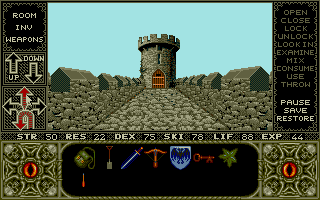 ROOM
INV
WEAPONS
UP
DOWN
OPEN
CLOSE
LOCK
UNLOCK
LOOK IN
EXAMINE
MIX
CONSUME
USE
THROW
PAUSE
SAVE
RESTORE
STR 50 RES 22 DEX 75 SKI 78 LIF 88 EXP 44